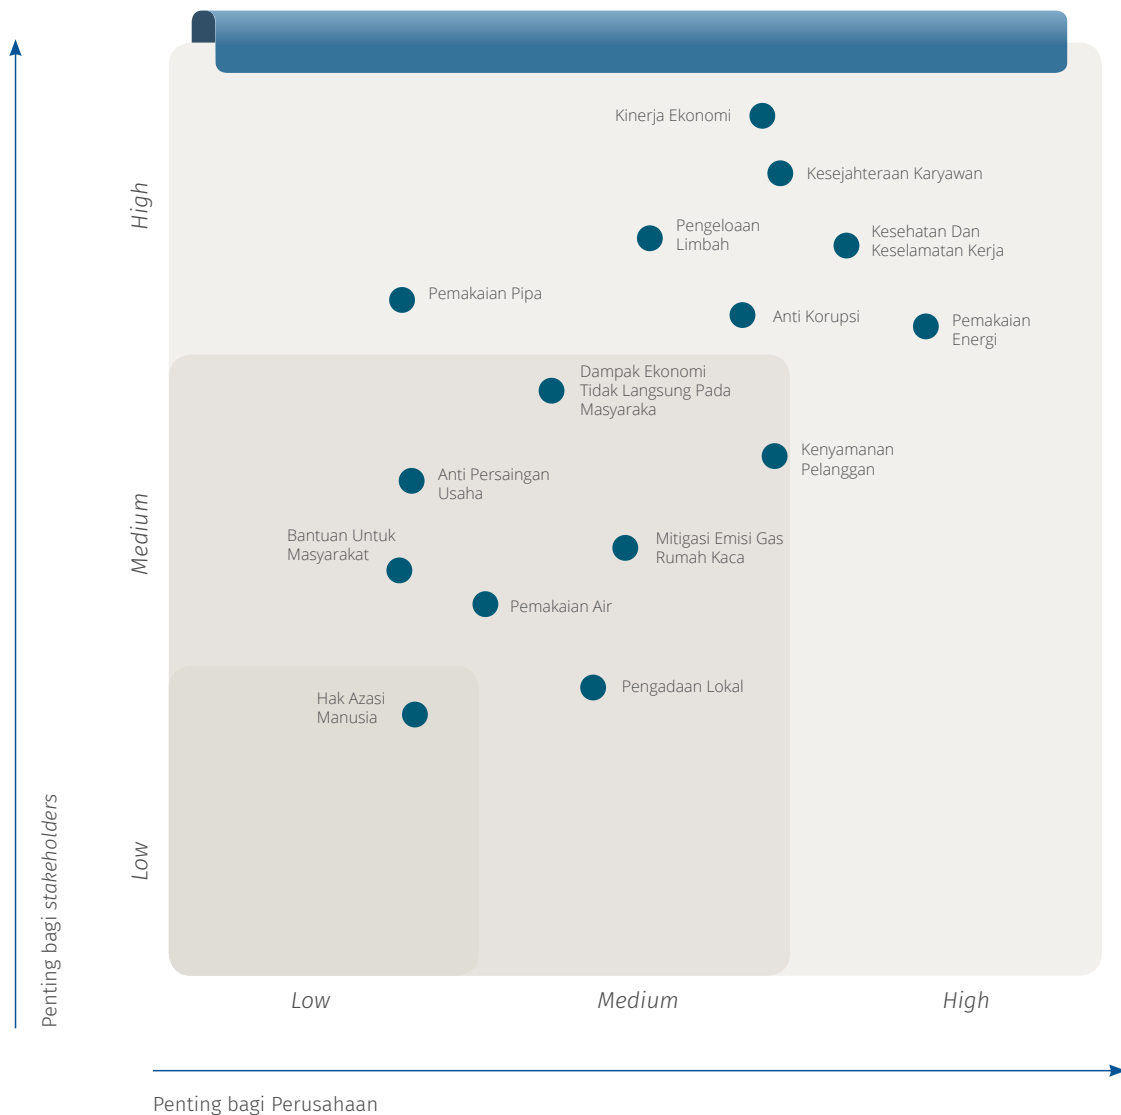 Kinerja Ekonomi
Kesejahteraan Karyawan
Pengeloaan
Limbah
Kesehatan Dan
Keselamatan Kerja
High
Pemakaian Pipa
Anti Korupsi
Pemakaian
Energi
Dampak Ekonomi
Tidak Langsung Pada
Masyaraka
Kenyamanan
Pelanggan
Anti Persaingan
Usaha
Medium
Bantuan Untuk
Masyarakat
Mitigasi Emisi Gas
Rumah Kaca
Pemakaian Air
Pengadaan Lokal
Hak Azasi
Manusia
Low
Penting bagi stakeholders
Low
Medium
High
Penting bagi Perusahaan